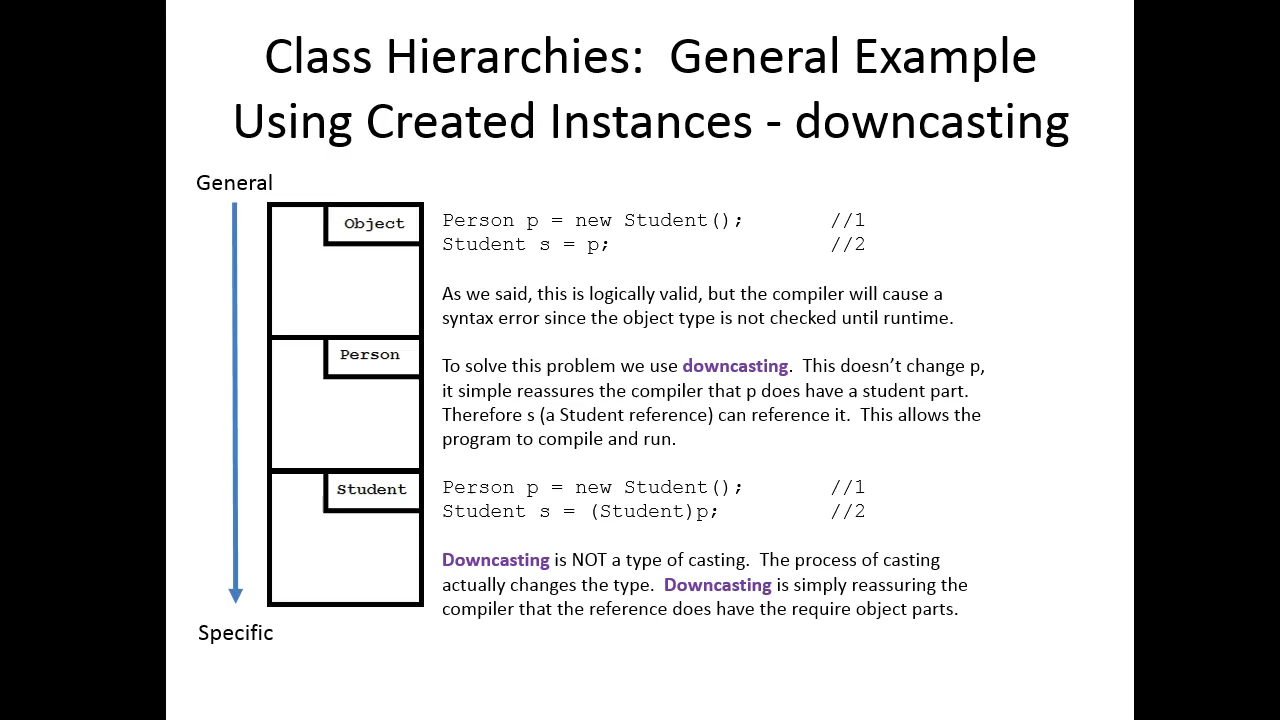 Class Hierarchies:  General Example
Using Created Instances - downcasting
General
Object
Person
Student
Specific
Person p = new Student();	//1
Student s = p;	//2
As we said, this is logically valid, but the compiler will cause a
syntax error since the object type is not checked until runtime.
To solve this problem we use downcasting.  This doesn't change p,
it simple reassures the compiler that p does have a student part.
Therefore s (a Student reference) can reference it.  This allows the
program to compile and run.
Person p = new Student();	//1
Student s = (Student)p;	//2
Downcasting is NOT a type of casting.  The process of casting
actually changes the type.  Downcasting is simply reassuring the
compiler that the reference does have the require object parts.